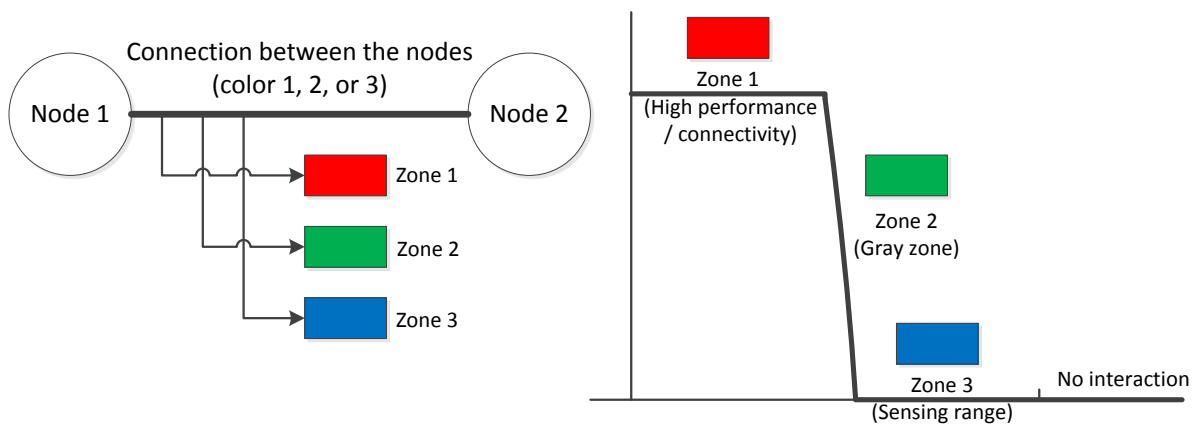 Connection between the nodes
(color 1, 2, or 3)
Node 1
Node 2
Zone 1
Zone 2
Zone 3
Zone 1
(High performance
/ connectivity)
Zone 2
(Gray zone)
Zone 3
(Sensing range)
No interaction